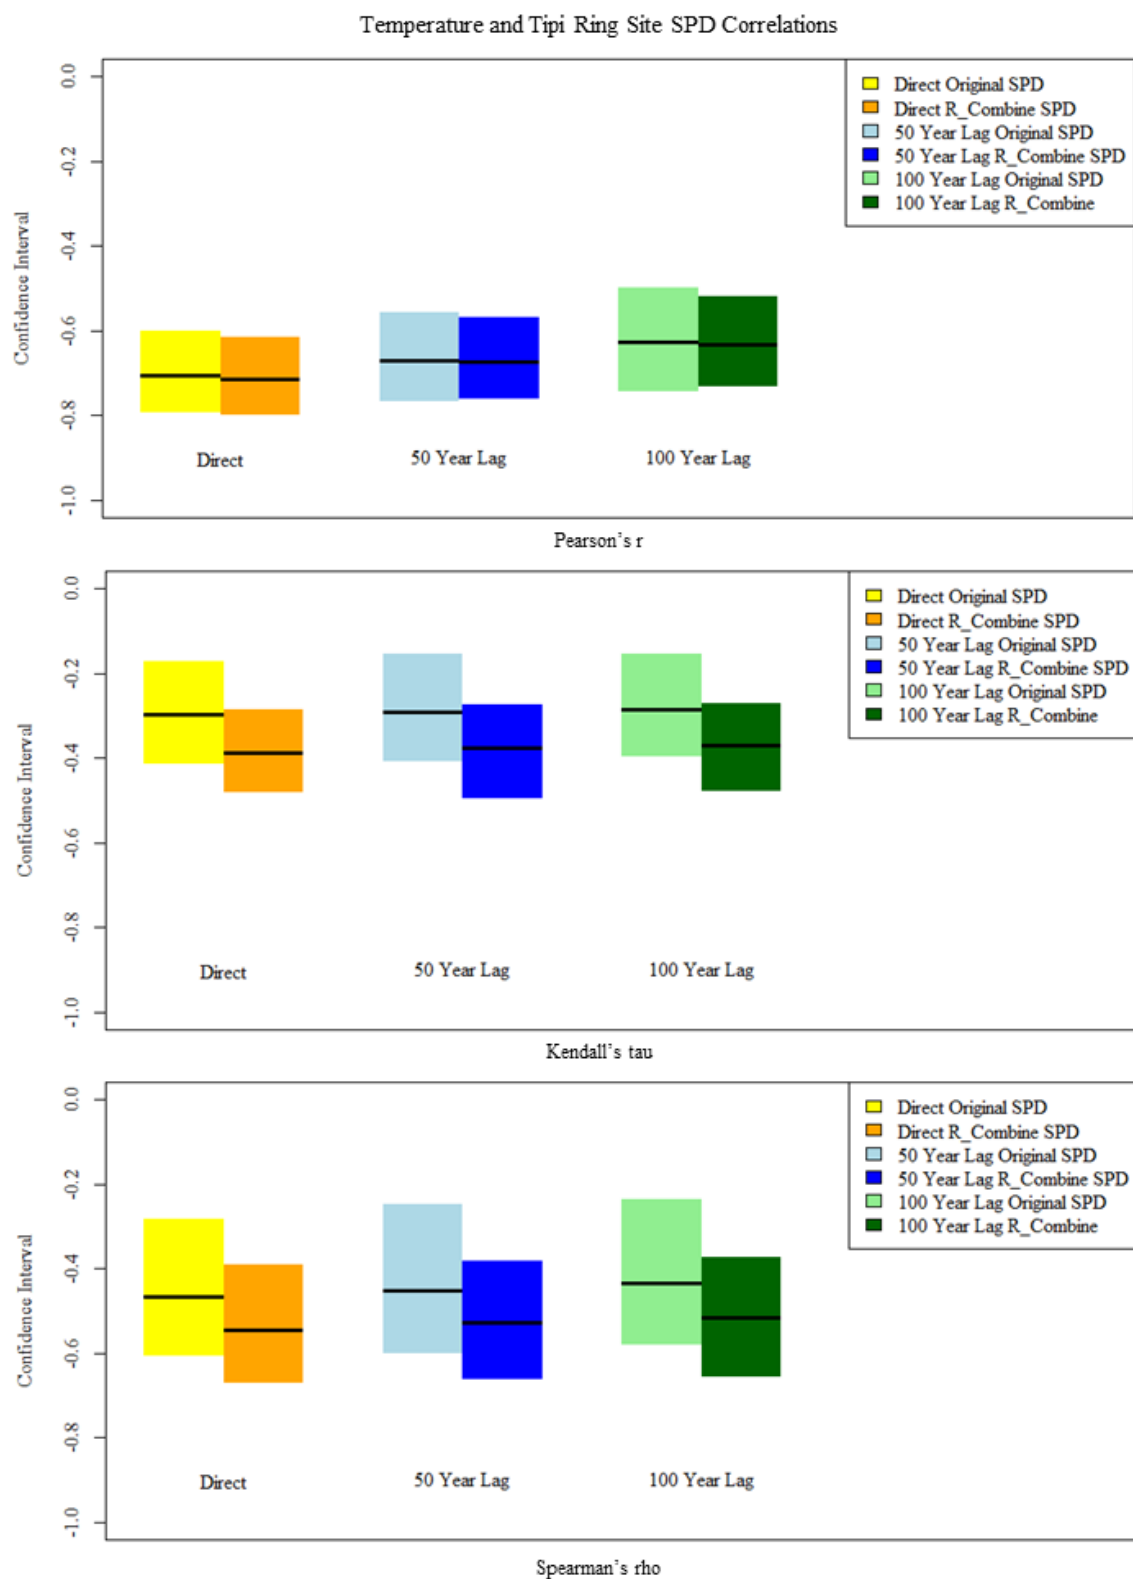 Temperature and Tipi Ring Site SPD Correlations
0.0
-0.2
-0.4
-0.6
-0.8
-1.0
Confidence Interval
Direct Original SPD
Direct R_Combine SPD
50 Year Lag Original SPD
50 Year Lag R_Combine SPD
100 Year Lag Original SPD
100 Year Lag R_Combine
Direct
50 Year Lag
100 Year Lag
Pearson's r
0.0
-0.2
-0.4
-0.6
-0.8
-1.0
Confidence Interval
Direct Original SPD
Direct R_Combine SPD
50 Year Lag Original SPD
50 Year Lag R_Combine SPD
100 Year Lag Original SPD
100 Year Lag R_Combine
Direct
50 Year Lag
100 Year Lag
Kendall's tau
0.0
-0.2
-0.4
-0.6
-0.8
-1.0
Confidence Interval
Direct Original SPD
Direct R_Combine SPD
50 Year Lag Original SPD
50 Year Lag R_Combine SPD
100 Year Lag Original SPD
100 Year Lag R_Combine
Direct
50 Year Lag
100 Year Lag
Spearman's rho